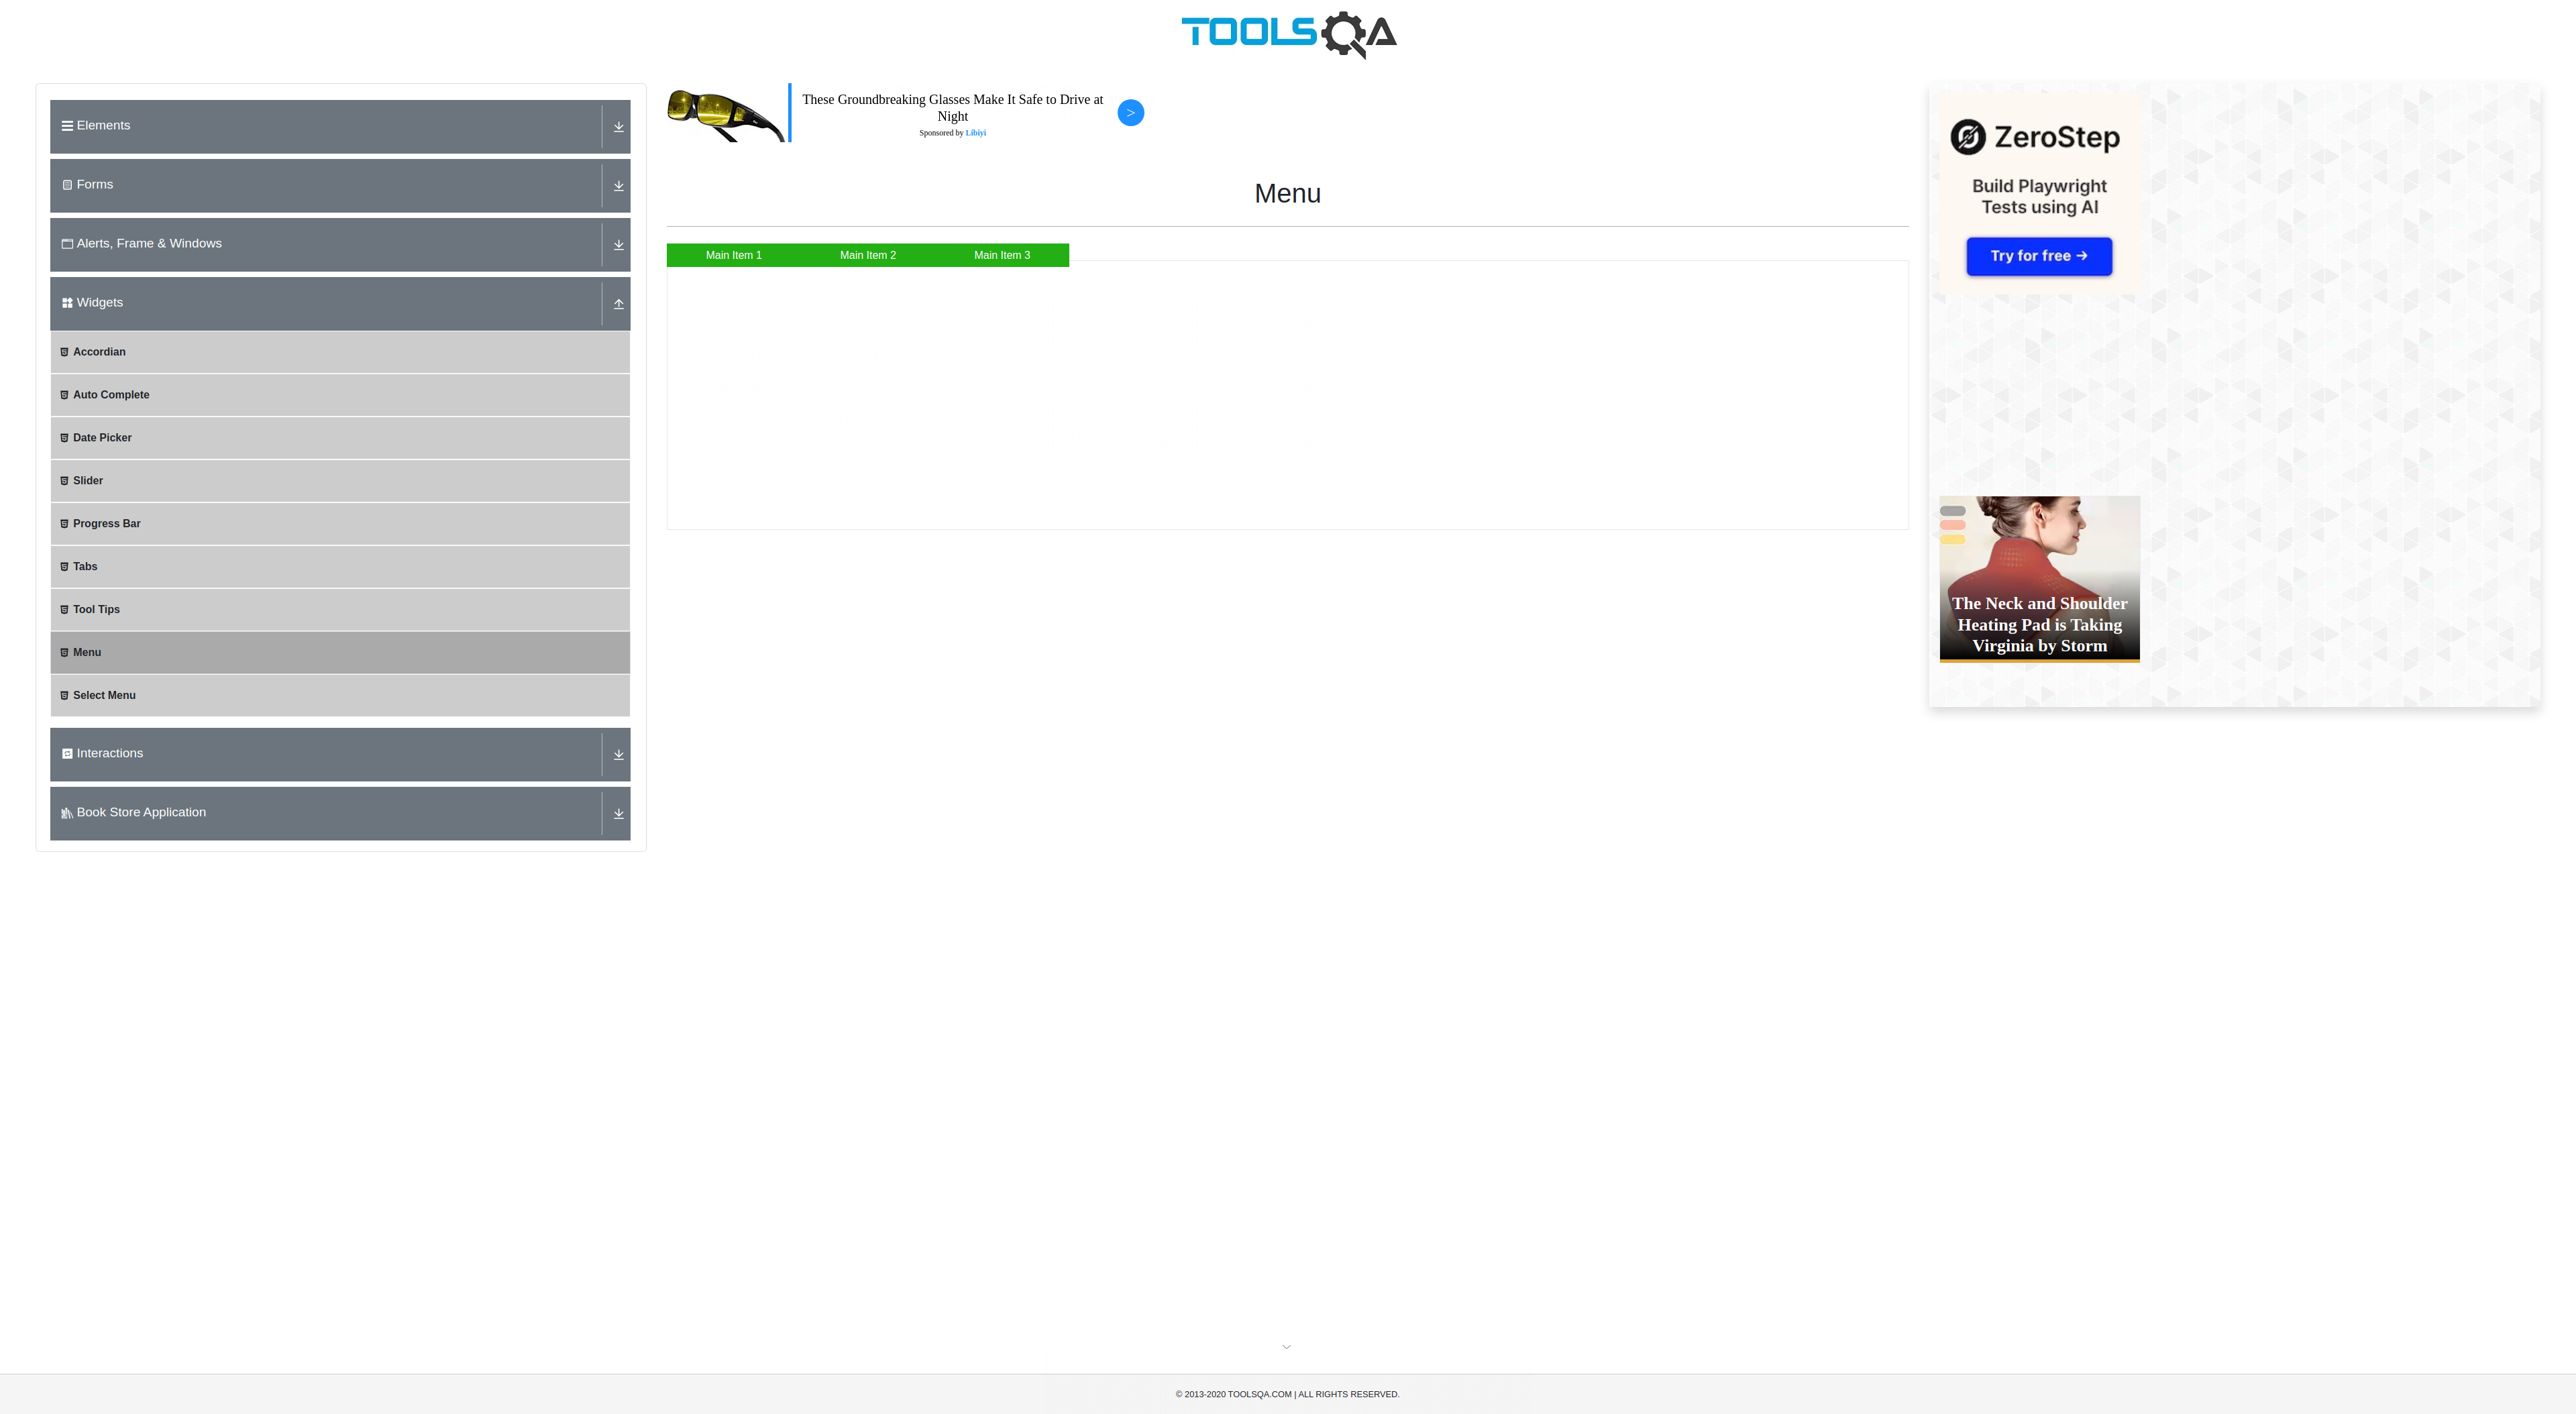 TOOLSQA
Elements
Forms
Alerts, Frame & Windows
Widgets
Accordian
Auto Complete
Date Picker
Slider
Progress Bar
Tabs
Tool Tips
Menu
Select Menu
Interactions
Book Store Application
These Groundbreaking Glasses Make It Safe to Drive at
Night
Sponsored by Libiyi
>
Menu
Main Item 1
Main Item 2
Main Item 3
ZeroStep
Build Playwright
Tests using AI
Try for free →
The Neck and Shoulder
Heating Pad is Taking
Virginia by Storm
© 2013-2020 TOOLSQA.COM | ALL RIGHTS RESERVED.